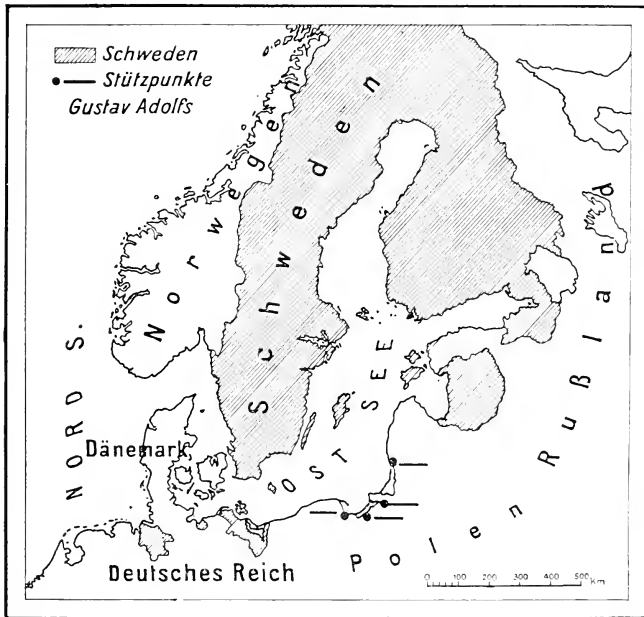 Schweden
Stützpunkte
Gustav Adolfs
Norwegen
Schweden
Rußland
NORD S.
OST SEE
Dänemark
Polen
Deutsches Reich
0 100 200 300 400 500
km